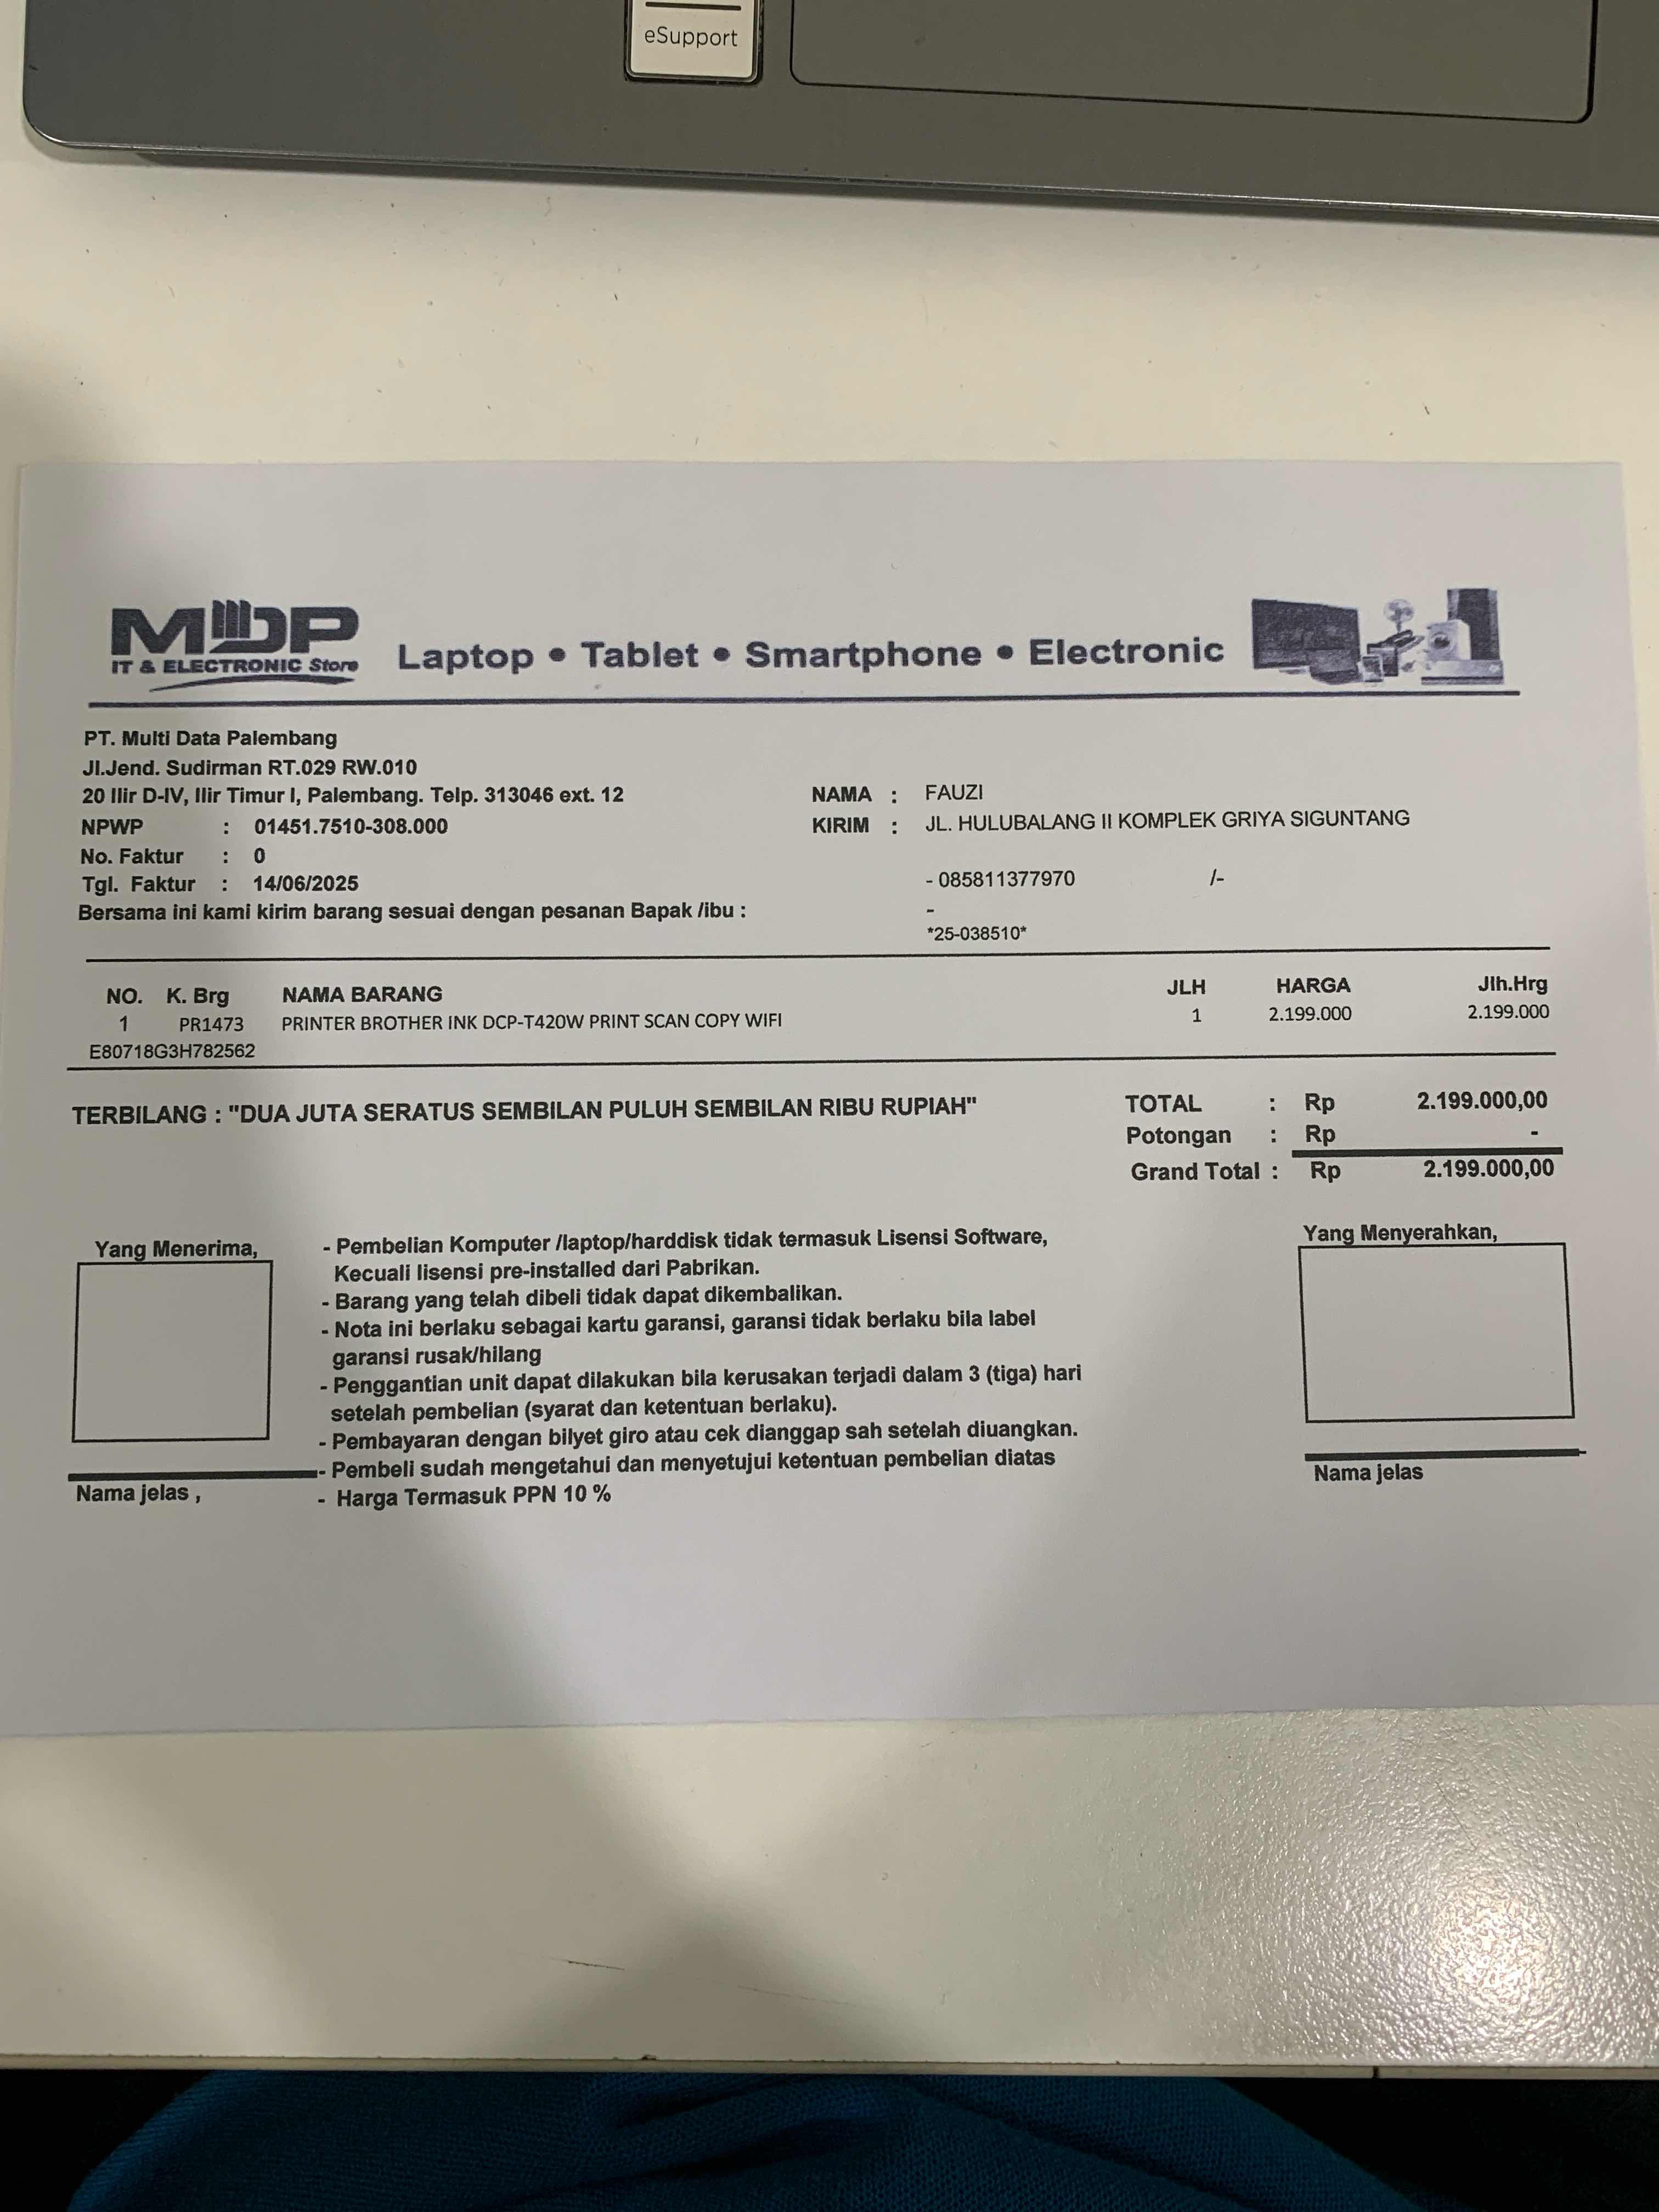 eSupport
MDP
IT & ELECTRONIC Store
Laptop • Tablet • Smartphone • Electronic
PT. Multi Data Palembang
Jl.Jend. Sudirman RT.029 RW.010
20 Ilir D-IV, Ilir Timur I, Palembang. Telp. 313046 ext. 12
NPWP : 01451.7510-308.000
No. Faktur : 0
Tgl. Faktur : 14/06/2025
Bersama ini kami kirim barang sesuai dengan pesanan Bapak /ibu :
NAMA : FAUZI
KIRIM : JL. HULUBALANG II KOMPLEK GRIYA SIGUNTANG
- 085811377970 /-
-
*25-038510*
NO. K. Brg NAMA BARANG JLH HARGA Jlh.Hrg
1 PR1473 PRINTER BROTHER INK DCP-T420W PRINT SCAN COPY WIFI 1 2.199.000 2.199.000
E80718G3H782562
TERBILANG : "DUA JUTA SERATUS SEMBILAN PULUH SEMBILAN RIBU RUPIAH"
TOTAL : Rp 2.199.000,00
Potongan : Rp -
Grand Total : Rp 2.199.000,00
Yang Menerima,
Nama jelas ,
- Pembelian Komputer /laptop/harddisk tidak termasuk Lisensi Software,
Kecuali lisensi pre-installed dari Pabrikan.
- Barang yang telah dibeli tidak dapat dikembalikan.
- Nota ini berlaku sebagai kartu garansi, garansi tidak berlaku bila label
garansi rusak/hilang
- Penggantian unit dapat dilakukan bila kerusakan terjadi dalam 3 (tiga) hari
setelah pembelian (syarat dan ketentuan berlaku).
- Pembayaran dengan bilyet giro atau cek dianggap sah setelah diuangkan.
- Pembeli sudah mengetahui dan menyetujui ketentuan pembelian diatas
- Harga Termasuk PPN 10 %
Yang Menyerahkan,
Nama jelas